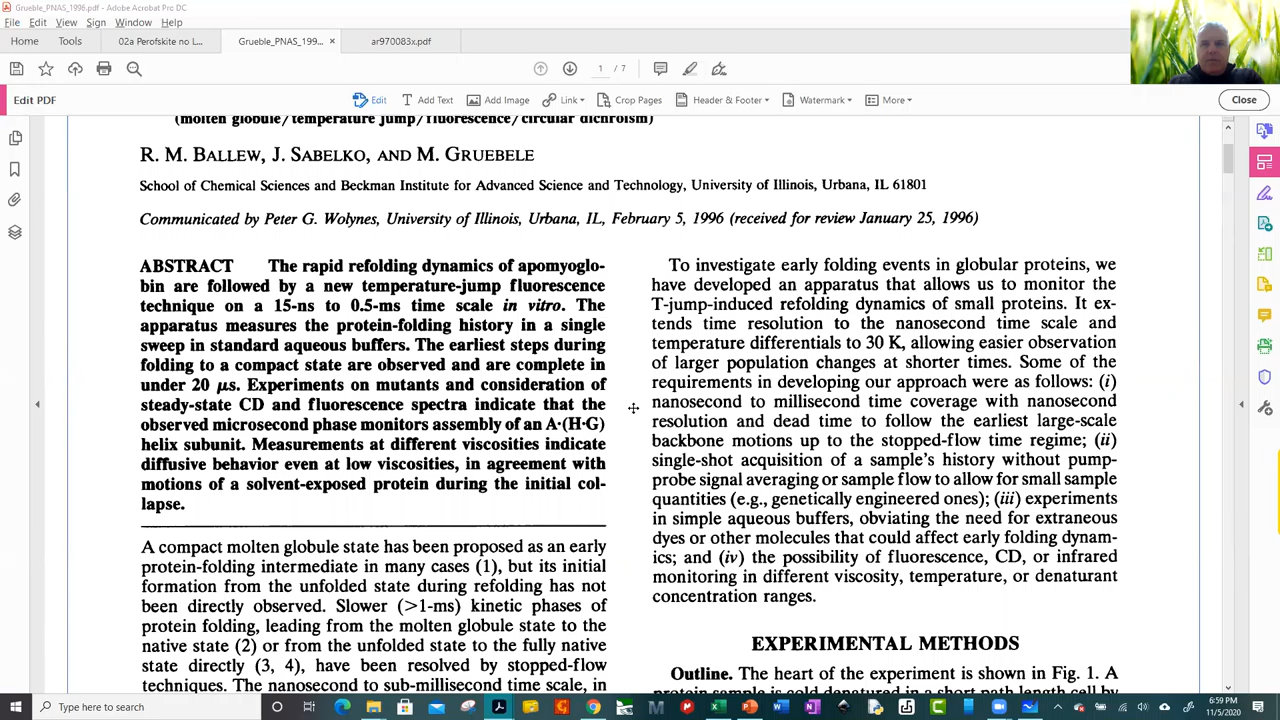 Grueble_PNAS_1996.pdf - Adobe Acrobat Pro DC
File Edit View Sign Window Help
Home Tools 02a Perofskite no L... Grueble_PNAS_199... × ar970083x.pdf
1 / 7
Edit PDF Edit Add Text Add Image Link Crop Pages Header & Footer Watermark More Close
(molten globule/temperature jump/fluorescence/circular dichroism)
R. M. BALLEW, J. SABELKO, AND M. GRUEBELE
School of Chemical Sciences and Beckman Institute for Advanced Science and Technology, University of Illinois, Urbana, IL 61801
Communicated by Peter G. Wolynes, University of Illinois, Urbana, IL, February 5, 1996 (received for review January 25, 1996)
ABSTRACT The rapid refolding dynamics of apomyoglo-
bin are followed by a new temperature-jump fluorescence
technique on a 15-ns to 0.5-ms time scale in vitro. The
apparatus measures the protein-folding history in a single
sweep in standard aqueous buffers. The earliest steps during
folding to a compact state are observed and are complete in
under 20 μs. Experiments on mutants and consideration of
steady-state CD and fluorescence spectra indicate that the
observed microsecond phase monitors assembly of an A·(H·G)
helix subunit. Measurements at different viscosities indicate
diffusive behavior even at low viscosities, in agreement with
motions of a solvent-exposed protein during the initial col-
lapse.
A compact molten globule state has been proposed as an early
protein-folding intermediate in many cases (1), but its initial
formation from the unfolded state during refolding has not
been directly observed. Slower (>1-ms) kinetic phases of
protein folding, leading from the molten globule state to the
native state (2) or from the unfolded state to the fully native
state directly (3, 4), have been resolved by stopped-flow
techniques. The nanosecond to sub-millisecond time scale, in
To investigate early folding events in globular proteins, we
have developed an apparatus that allows us to monitor the
T-jump-induced refolding dynamics of small proteins. It ex-
tends time resolution to the nanosecond time scale and
temperature differentials to 30 K, allowing easier observation
of larger population changes at shorter times. Some of the
requirements in developing our approach were as follows: (i)
nanosecond to millisecond time coverage with nanosecond
resolution and dead time to follow the earliest large-scale
backbone motions up to the stopped-flow time regime; (ii)
single-shot acquisition of a sample's history without pump-
probe signal averaging or sample flow to allow for small sample
quantities (e.g., genetically engineered ones); (iii) experiments
in simple aqueous buffers, obviating the need for extraneous
dyes or other molecules that could affect early folding dynam-
ics; and (iv) the possibility of fluorescence, CD, or infrared
monitoring in different viscosity, temperature, or denaturant
concentration ranges.
EXPERIMENTAL METHODS
Outline. The heart of the experiment is shown in Fig. 1. A
protein sample is cold denatured in a short path length cell by
Type here to search
6:59 PM
11/5/2020